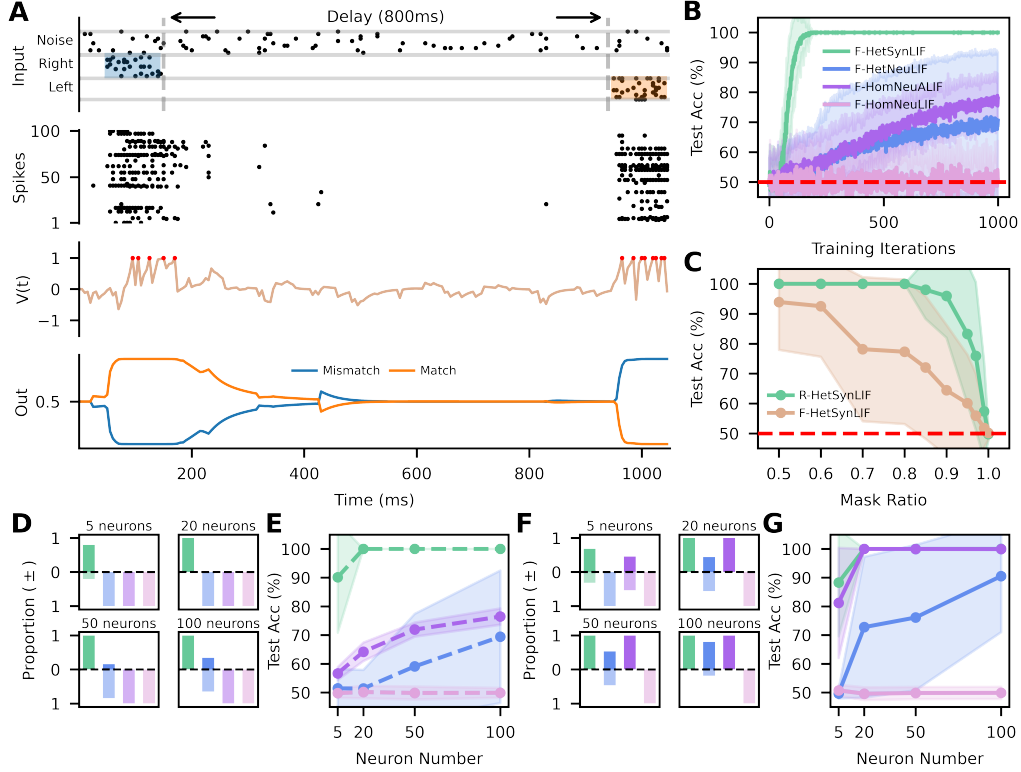 A
Delay (800ms)
Input
Noise
Right
Left
Spikes
100
50
1
V(t)
1
0
−1
Out
0.5
Mismatch
Match
200
400
600
800
1000
Time (ms)
B
Test Acc (%)
100
90
80
70
60
50
F-HetSynLIF
F-HetNeuLIF
F-HomNeuALIF
F-HomNeuLIF
0
500
1000
Training Iterations
C
Test Acc (%)
100
90
80
70
60
50
R-HetSynLIF
F-HetSynLIF
0.5
0.6
0.7
0.8
0.9
1.0
Mask Ratio
D
Proportion ( ± )
5 neurons
20 neurons
1
0
1
50 neurons
100 neurons
1
0
1
E
Test Acc (%)
100
90
80
70
60
50
5
20
50
100
Neuron Number
F
Proportion ( ± )
5 neurons
20 neurons
1
0
1
50 neurons
100 neurons
1
0
1
G
Test Acc (%)
100
90
80
70
60
50
5
20
50
100
Neuron Number